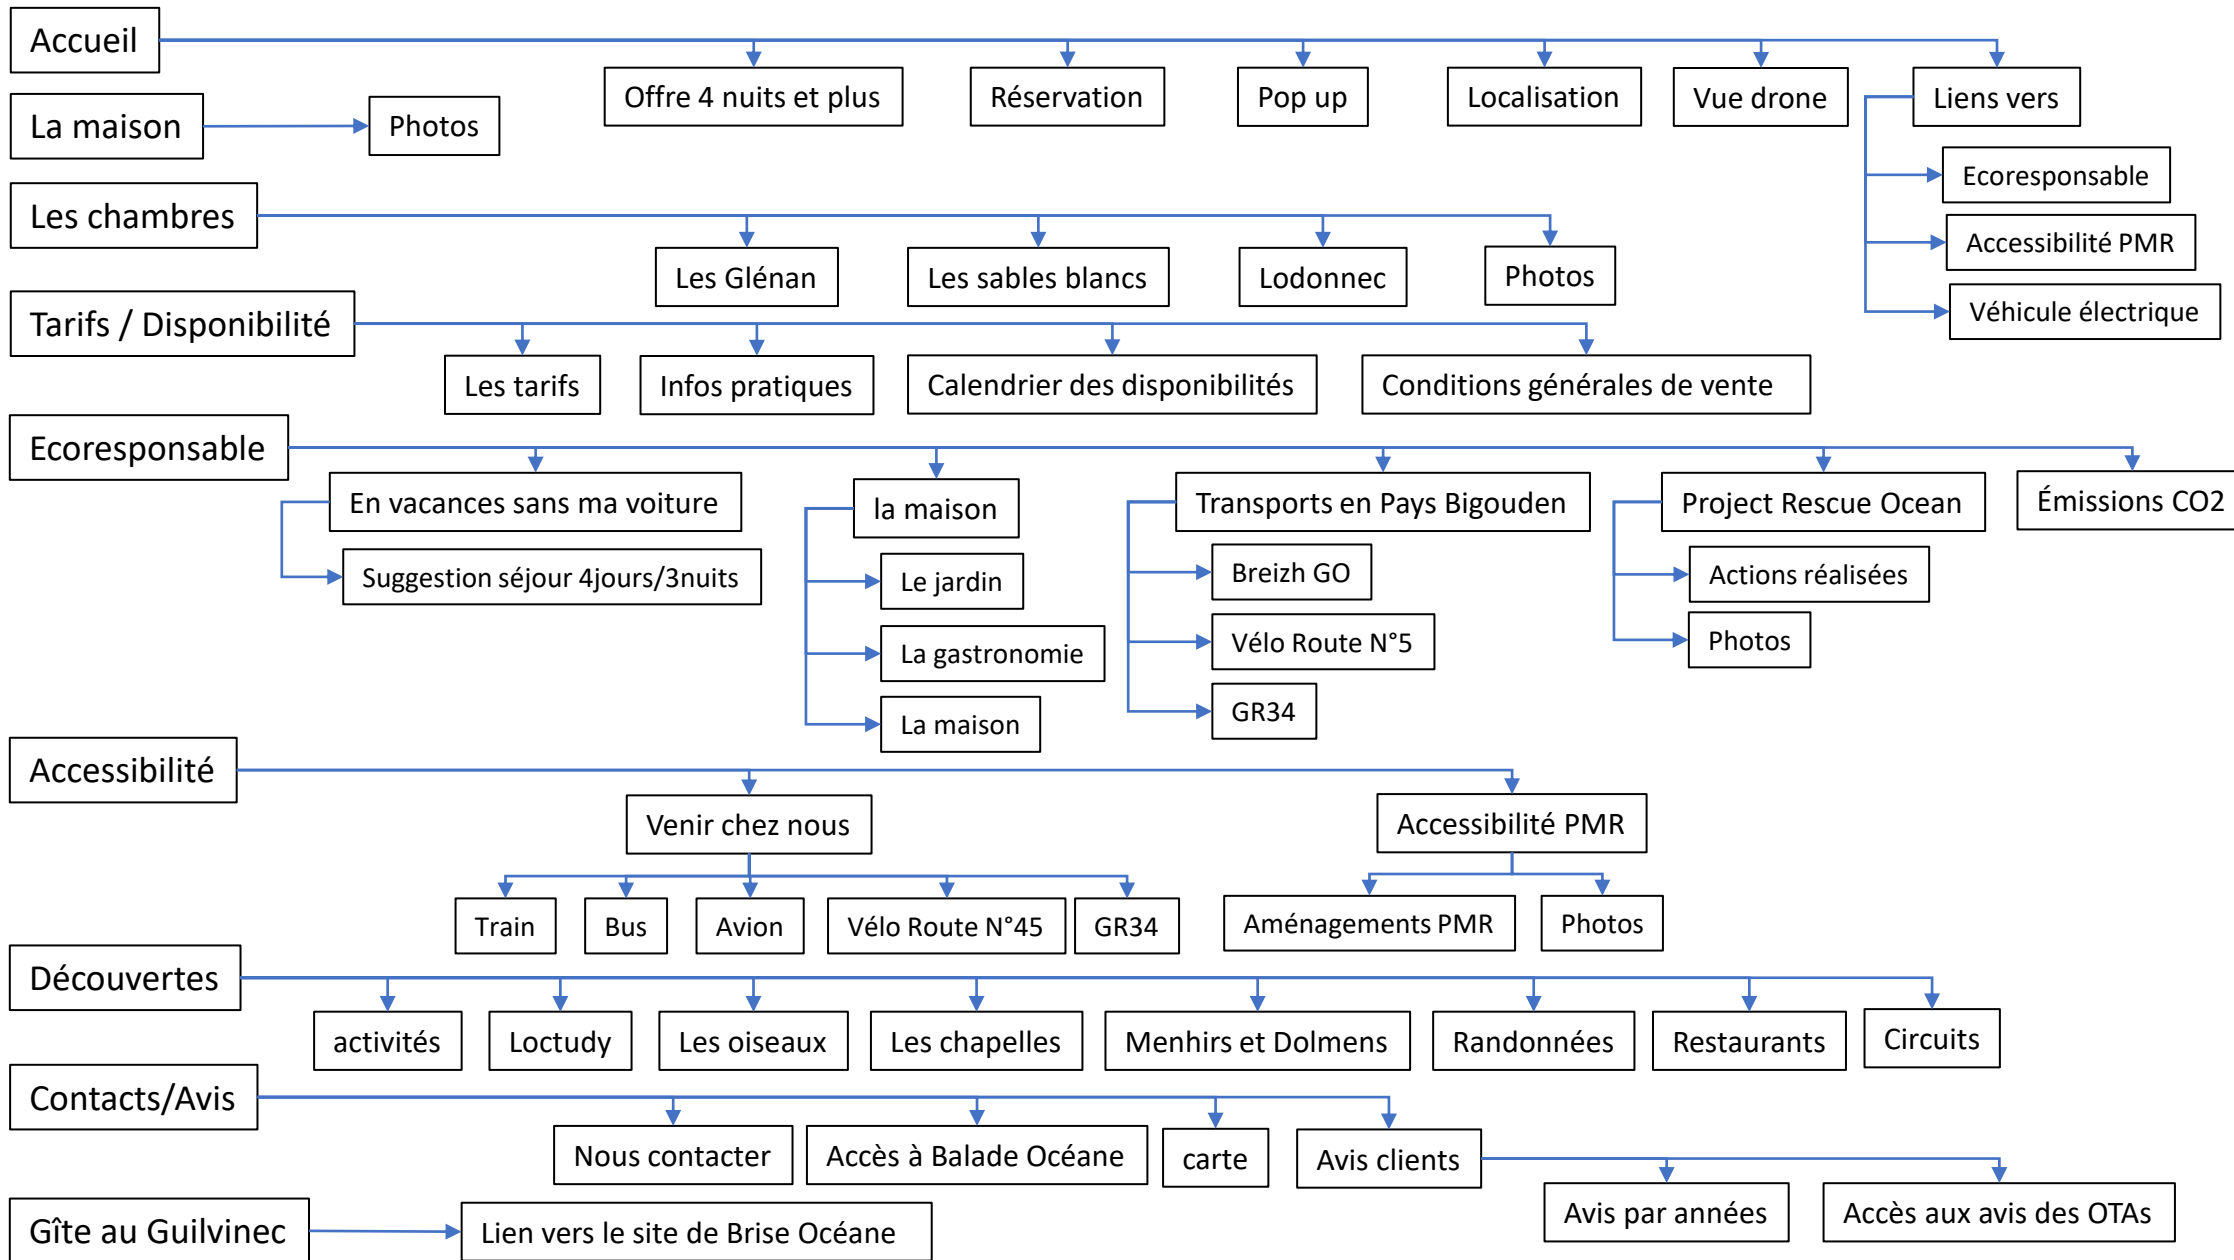 Accueil
Offre 4 nuits et plus
Réservation
Pop up
Localisation
Vue drone
Liens vers
Ecoresponsable
Accessibilité PMR
Véhicule électrique
La maison
Photos
Les chambres
Les Glénan
Les sables blancs
Lodonnec
Photos
Tarifs / Disponibilité
Les tarifs
Infos pratiques
Calendrier des disponibilités
Conditions générales de vente
Ecoresponsable
En vacances sans ma voiture
Suggestion séjour 4jours/3nuits
la maison
Le jardin
La gastronomie
La maison
Transports en Pays Bigouden
Breizh GO
Vélo Route N°5
GR34
Project Rescue Ocean
Actions réalisées
Photos
Émissions CO2
Accessibilité
Venir chez nous
Train
Bus
Avion
Vélo Route N°45
GR34
Accessibilité PMR
Aménagements PMR
Photos
Découvertes
activités
Loctudy
Les oiseaux
Les chapelles
Menhirs et Dolmens
Randonnées
Restaurants
Circuits
Contacts/Avis
Nous contacter
Accès à Balade Océane
carte
Avis clients
Avis par années
Accès aux avis des OTAs
Gîte au Guilvinec
Lien vers le site de Brise Océane